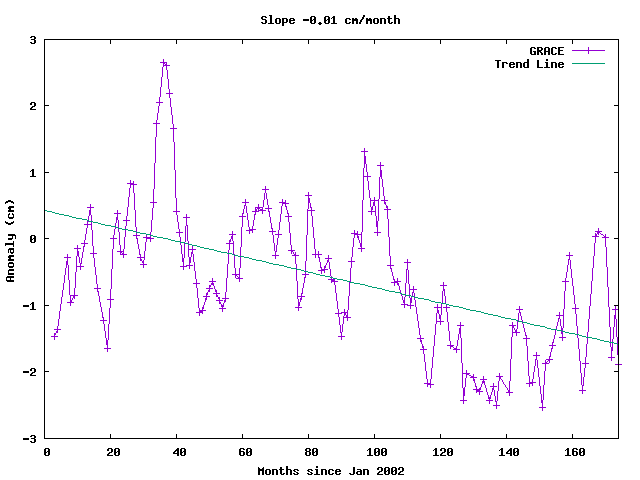 Slope -0.01 cm/month
GRACE
Trend Line
Anomaly (cm)
3
2
1
0
-1
-2
-3
0 20 40 60 80 100 120 140 160
Months since Jan 2002